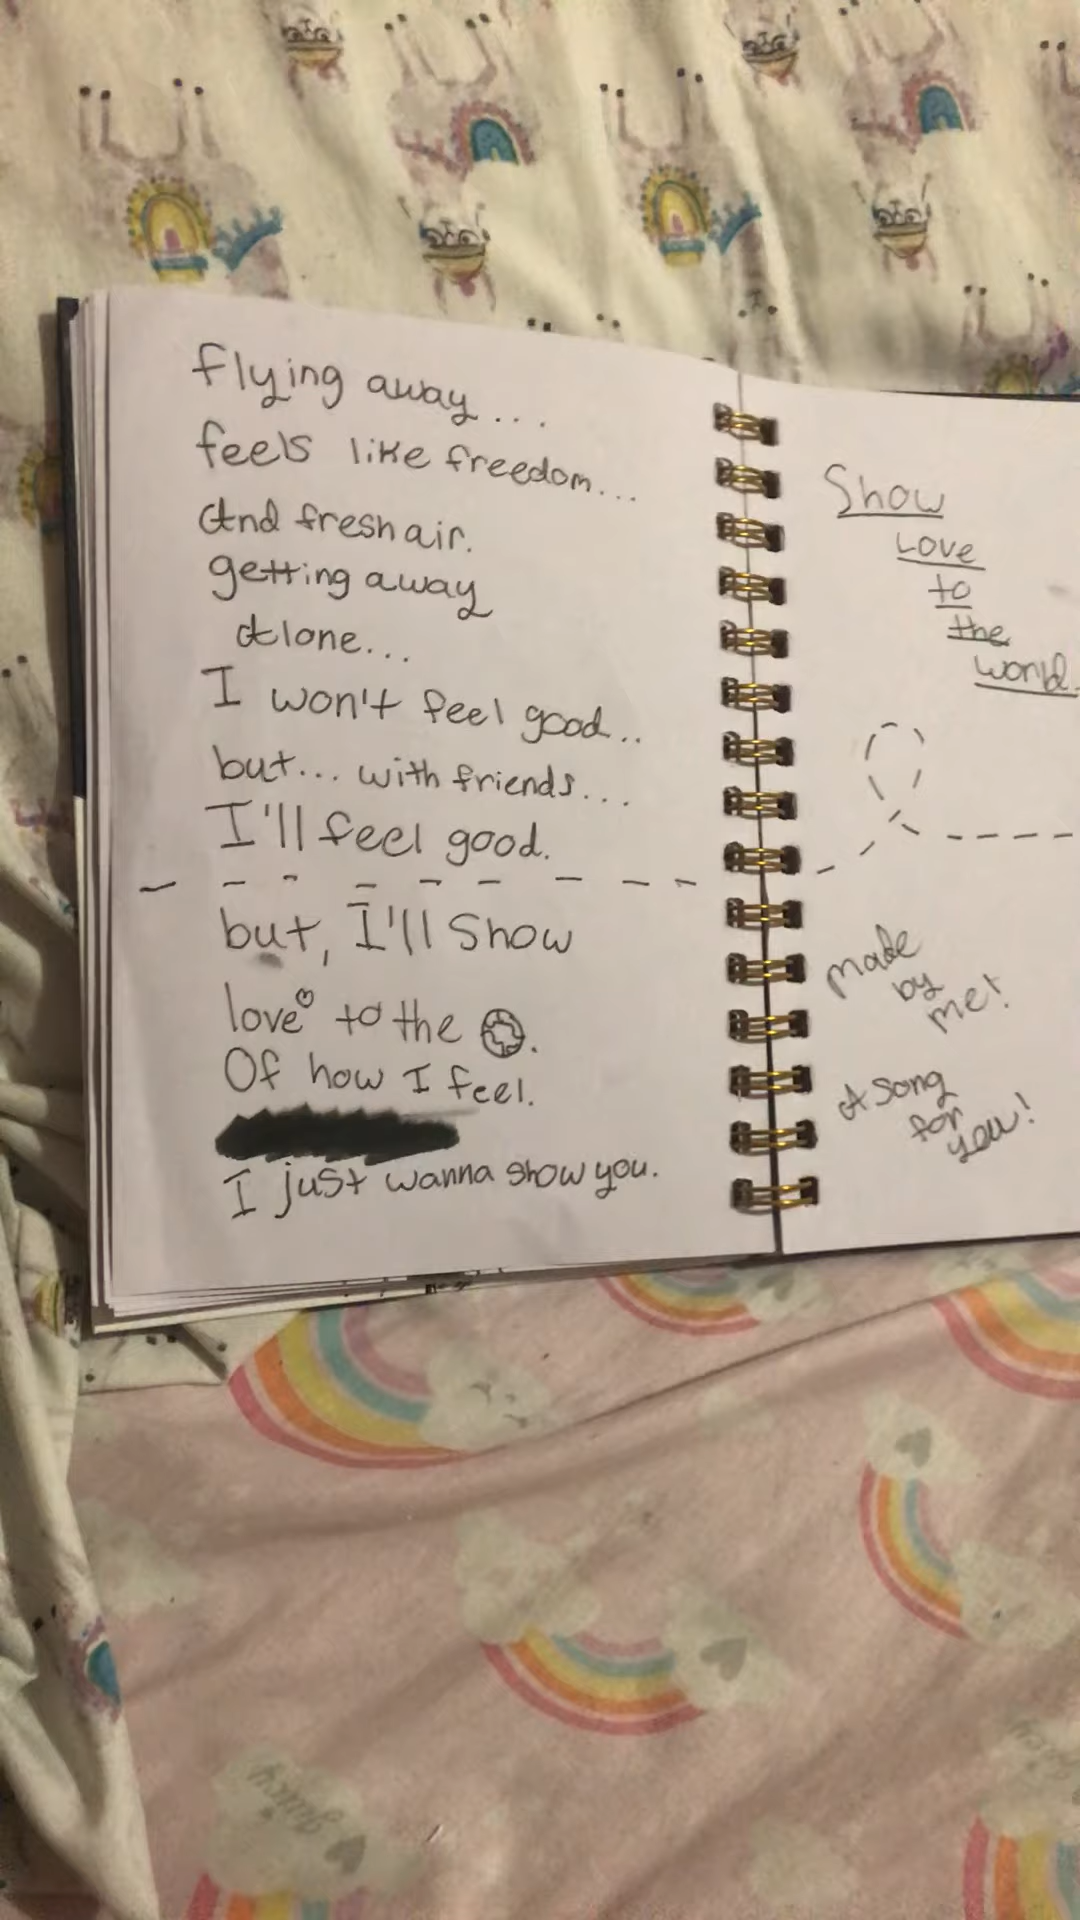 flying away...
feels like freedom...
And fresh air.
getting away
Alone...
I won't feel good..
but... with friends...
I'll feel good.
but, I'll Show
love to the
Of how I feel.
I just wanna show you.
Show
Love
to
the
world.
made
by
me!
A song
for
you!